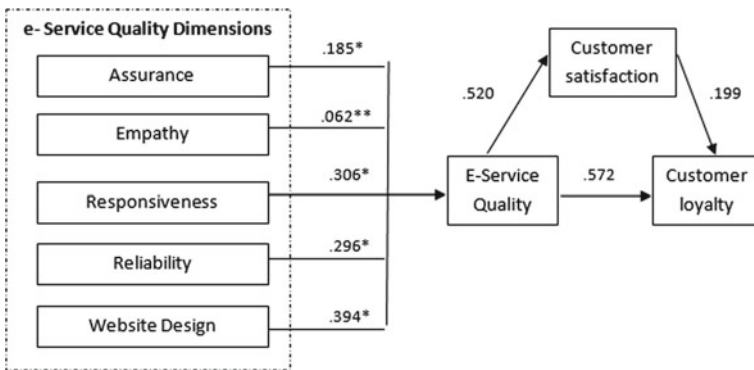 e- Service Quality Dimensions
Assurance
.185*
Empathy
.062**
Responsiveness
.306*
Reliability
.296*
Website Design
.394*
E-Service
Quality
.520
Customer
satisfaction
.199
.572
Customer
loyalty